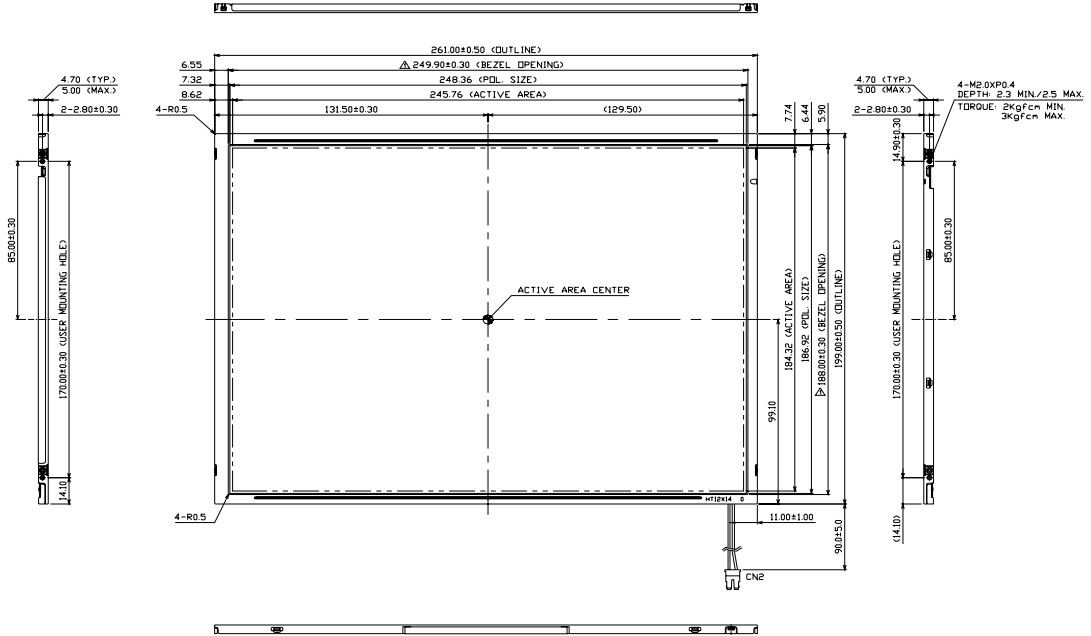 261.00±0.50 (OUTLINE)
6.55
⚠ 249.90±0.30 (BEZEL OPENING)
7.32
248.36 (POL. SIZE)
8.62
245.76 (ACTIVE AREA)
4-R0.5
131.50±0.30
(129.50)
7.74
6.44
5.90
4.70 (TYP.)
5.00 (MAX.)
2-2.80±0.30
4.70 (TYP.)
5.00 (MAX.)
2-2.80±0.30
4-M2.0XP0.4
DEPTH: 2.3 MIN./2.5 MAX.
TORQUE: 2Kgfcm MIN.
3Kgfcm MAX.
14.90±0.30
85.00±0.30
170.00±0.30 (USER MOUNTING HOLE)
14.10
ACTIVE AREA CENTER
184.32 (ACTIVE AREA)
186.92 (POL. SIZE)
⚠ 188.00±0.30 (BEZEL OPENING)
199.00±0.50 (OUTLINE)
99.10
170.00±0.30 (USER MOUNTING HOLE)
85.00±0.30
(14.10)
4-R0.5
HT12X14
0
11.00±1.00
90.0±5.0
CN2